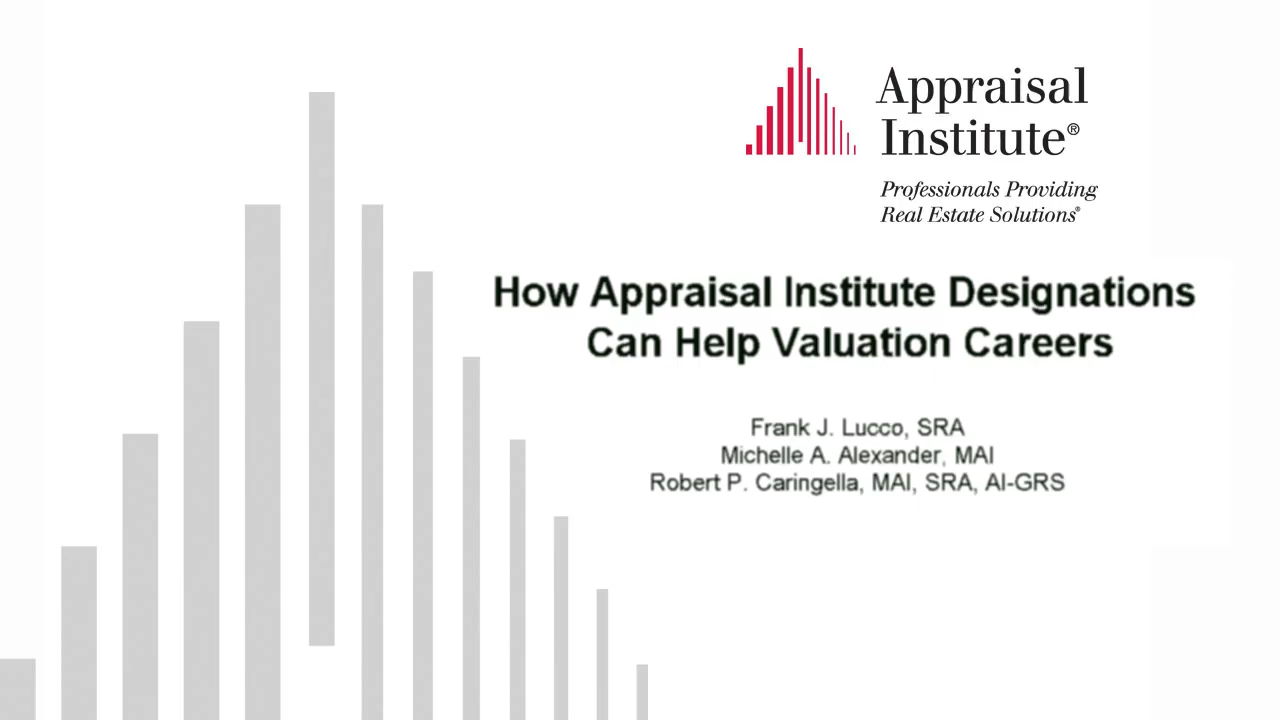 Appraisal
Institute®
Professionals Providing
Real Estate Solutions®
How Appraisal Institute Designations
Can Help Valuation Careers
Frank J. Lucco, SRA
Michelle A. Alexander, MAI
Robert P. Caringella, MAI, SRA, AI-GRS